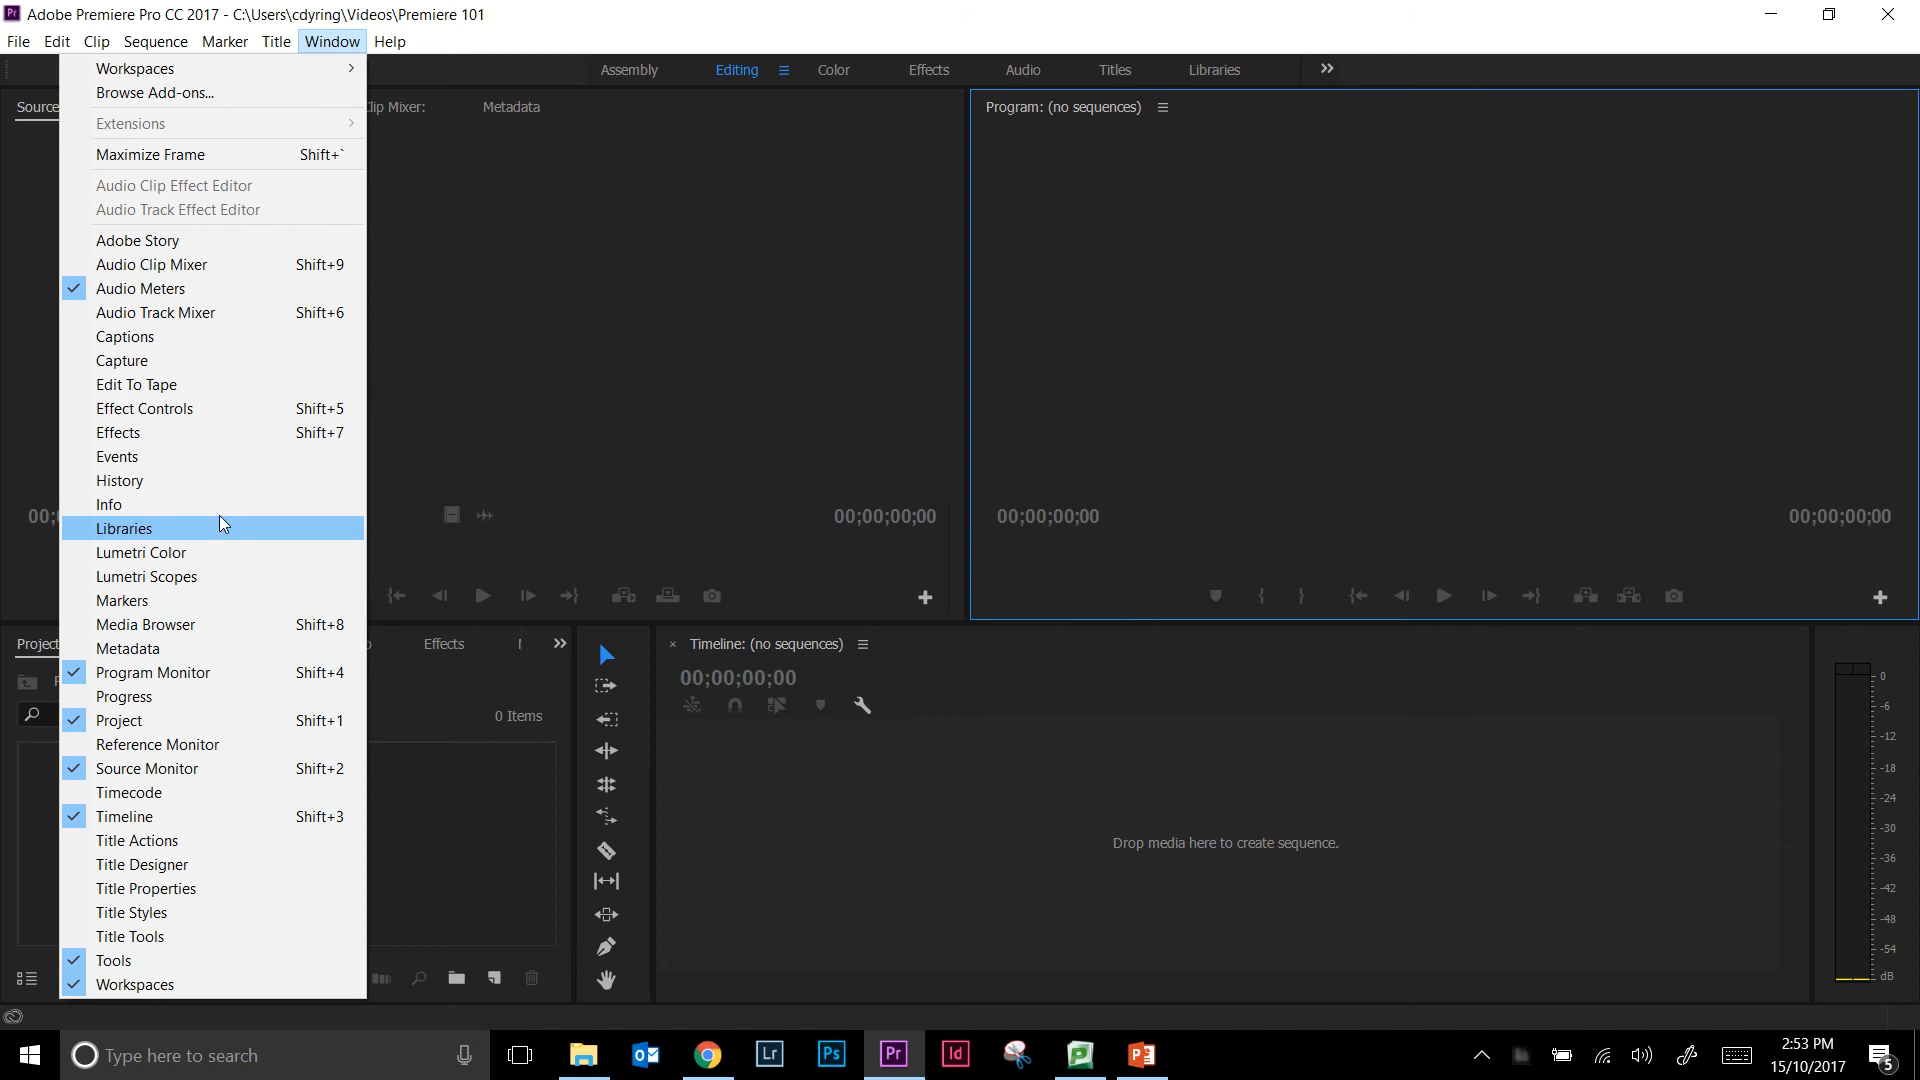 Adobe Premiere Pro CC 2017 - C:\Users\cdyring\Videos\Premiere 101
File Edit Clip Sequence Marker Title Window Help
Assembly Editing Color Effects Audio Titles Libraries
Workspaces
Browse Add-ons...
Extensions
Maximize Frame Shift+`
Audio Clip Effect Editor
Audio Track Effect Editor
Adobe Story
Audio Clip Mixer Shift+9
Audio Meters
Audio Track Mixer Shift+6
Captions
Capture
Edit To Tape
Effect Controls Shift+5
Effects Shift+7
Events
History
Info
Libraries
Lumetri Color
Lumetri Scopes
Markers
Media Browser Shift+8
Metadata
Program Monitor Shift+4
Progress
Project Shift+1
Reference Monitor
Source Monitor Shift+2
Timecode
Timeline Shift+3
Title Actions
Title Designer
Title Properties
Title Styles
Title Tools
Tools
Workspaces
Source Clip Mixer: Metadata
00;
00;00;00;00
Program: (no sequences)
00;00;00;00 00;00;00;00
Project Effects
0 Items
× Timeline: (no sequences)
00;00;00;00
Drop media here to create sequence.
0
-6
-12
-18
-24
-30
-36
-42
-48
-54
dB
Type here to search
Lr Ps Pr Id
2:53 PM
15/10/2017
5